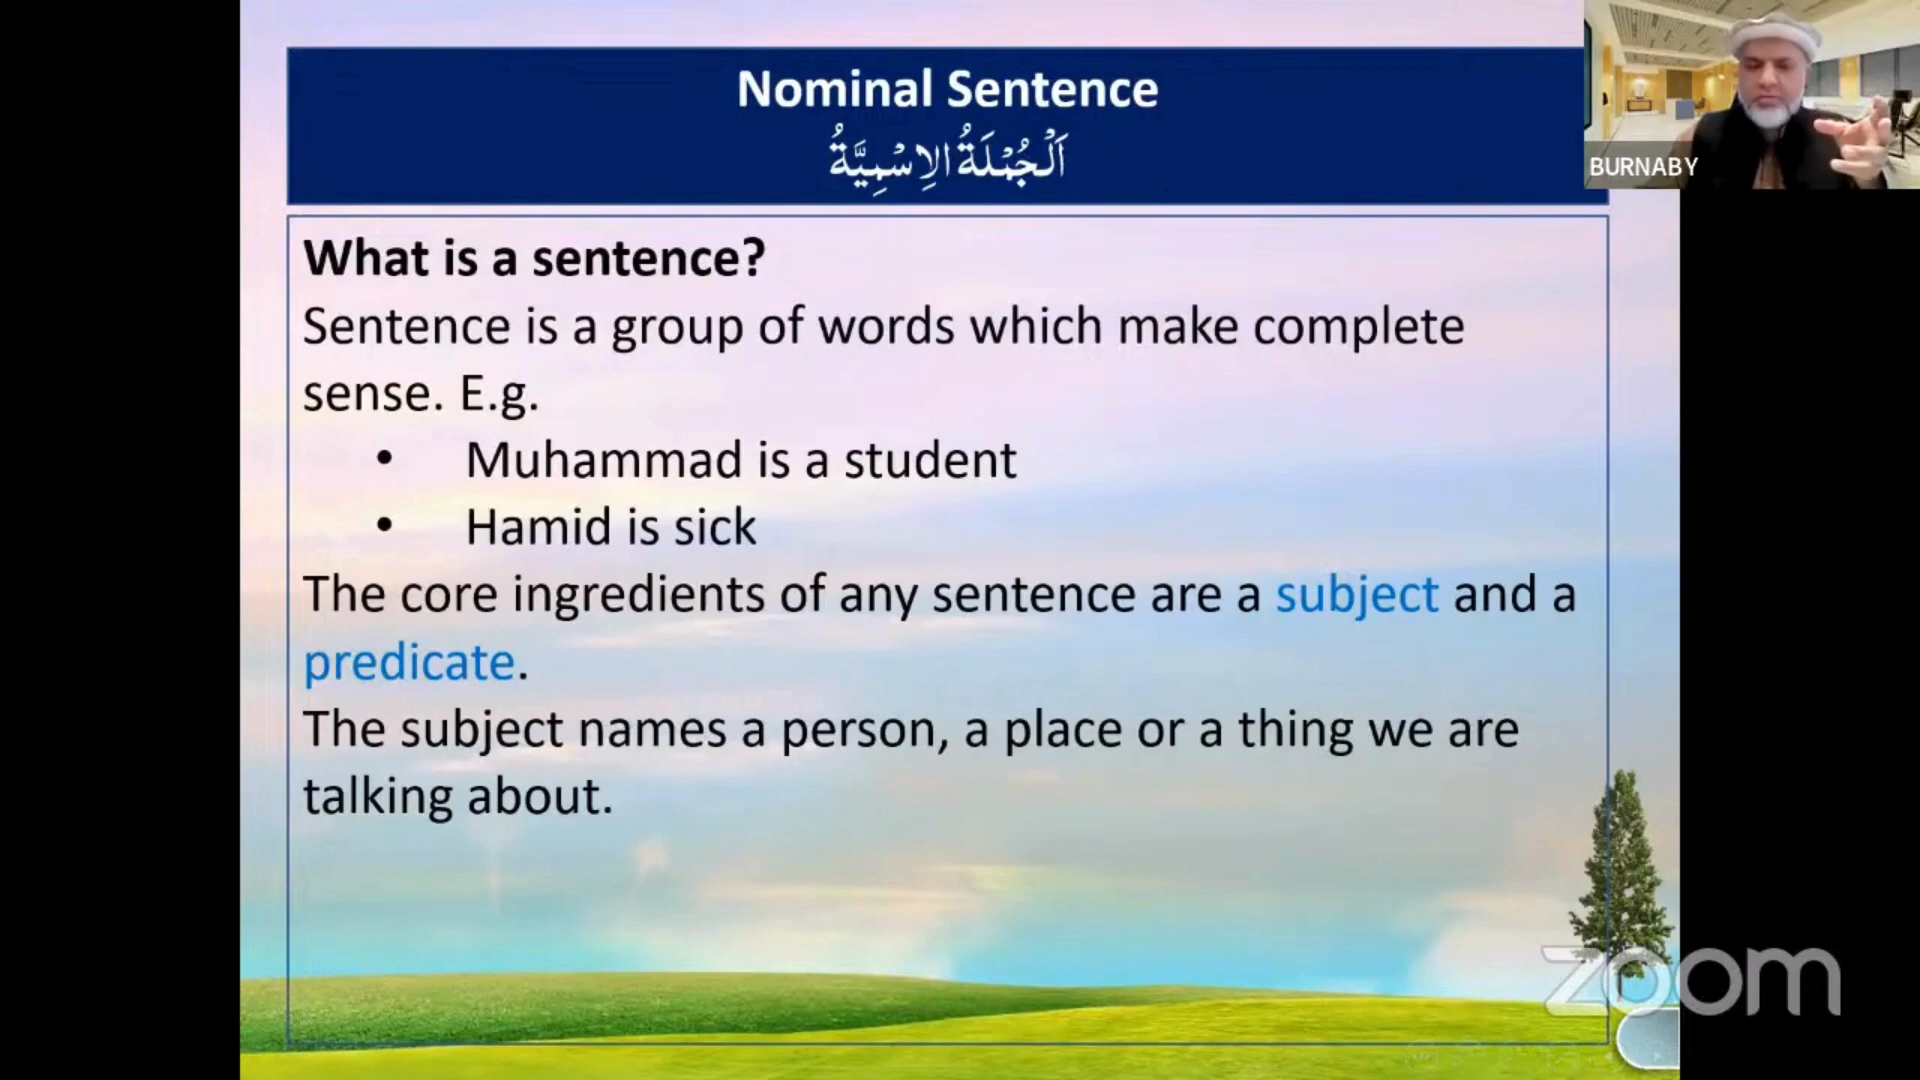 Nominal Sentence
اَلْجُمْلَةُ الِاسْمِيَّةُ
BURNABY
What is a sentence?
Sentence is a group of words which make complete
sense. E.g.
• Muhammad is a student
• Hamid is sick
The core ingredients of any sentence are a subject and a
predicate.
The subject names a person, a place or a thing we are
talking about.
zoom